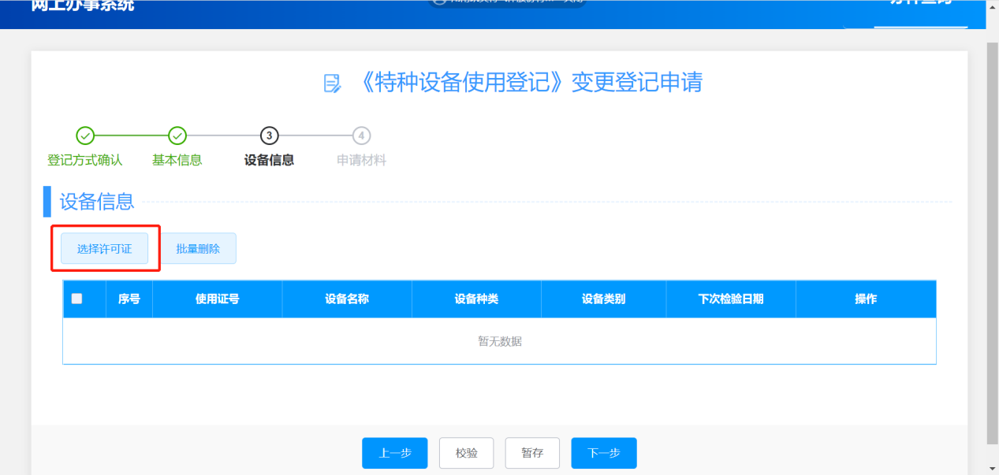 网上办事系统
办件查询
《特种设备使用登记》变更登记申请
3
4
登记方式确认
基本信息
设备信息
申请材料
设备信息
选择许可证
批量删除
序号
使用证号
设备名称
设备种类
设备类别
下次检验日期
操作
暂无数据
上一步
校验
暂存
下一步